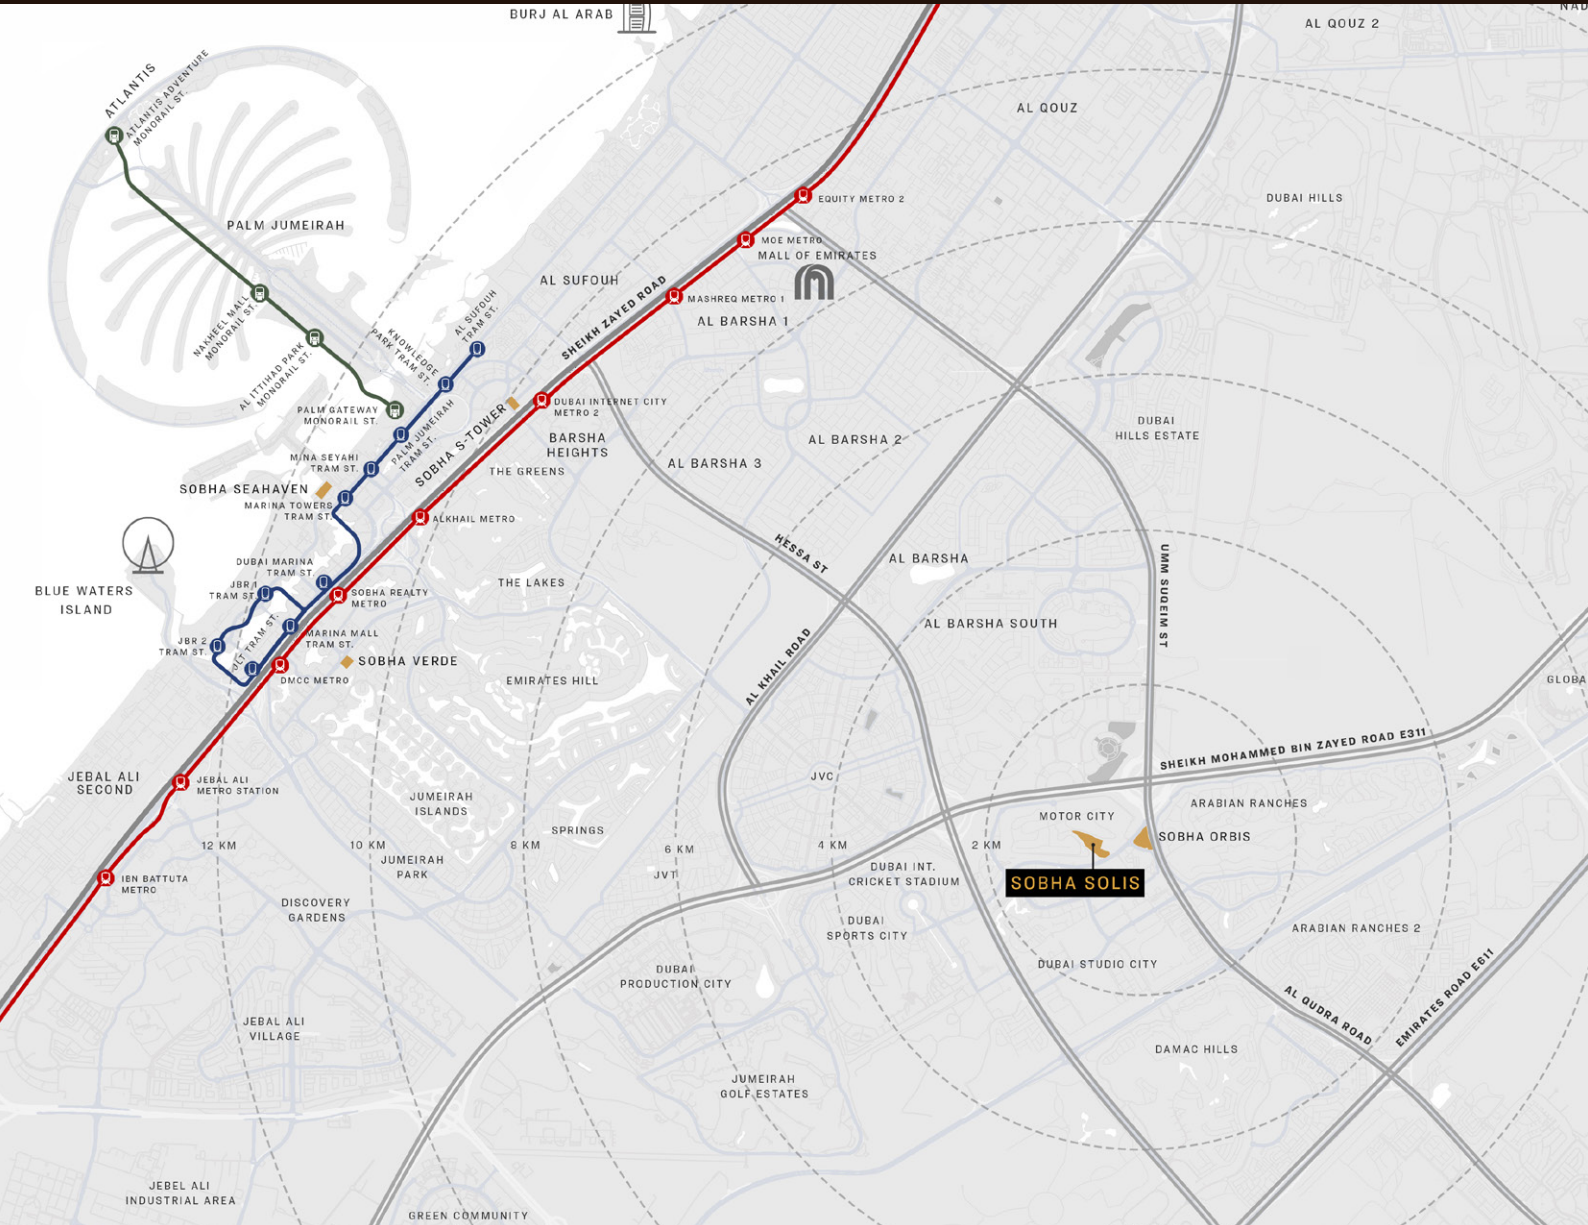 BURJ AL ARAB
AL QOUZ 2
NAD
ATLANTIS
ATLANTIS ADVENTURE
MONORAIL ST.
AL QOUZ
PALM JUMEIRAH
EQUITY METRO 2
DUBAI HILLS
MOE METRO
MALL OF EMIRATES
AL SUFOUH
SHEIKH ZAYED ROAD
MASHREQ METRO 1
AL BARSHA 1
NAKHEEL MALL
MONORAIL ST.
AL SUFOUH
TRAM ST.
KNOWLEDGE
PARK TRAM ST.
AL ITTIHAD PARK
MONORAIL ST.
PALM GATEWAY
MONORAIL ST.
PALM JUMEIRAH
TRAM ST.
SOBHA S-TOWER
DUBAI INTERNET CITY
METRO 2
BARSHA
HEIGHTS
AL BARSHA 2
DUBAI
HILLS ESTATE
MINA SEYAHI
TRAM ST.
THE GREENS
AL BARSHA 3
SOBHA SEAHAVEN
MARINA TOWERS
TRAM ST.
ALKHAIL METRO
HESSA ST
AL BARSHA
UMM SUQEIM ST
DUBAI MARINA
TRAM ST.
JBR 1
TRAM ST.
BLUE WATERS
ISLAND
SOBHA REALTY
METRO
THE LAKES
AL BARSHA SOUTH
JBR 2
TRAM ST.
JLT TRAM ST.
MARINA MALL
TRAM ST.
SOBHA VERDE
DMCC METRO
EMIRATES HILL
AL KHAIL ROAD
GLOBA
SHEIKH MOHAMMED BIN ZAYED ROAD E311
JEBAL ALI
SECOND
JEBAL ALI
METRO STATION
JVC
JUMEIRAH
ISLANDS
ARABIAN RANCHES
MOTOR CITY
SPRINGS
SOBHA ORBIS
12 KM
10 KM
8 KM
6 KM
4 KM
2 KM
JUMEIRAH
PARK
JVT
DUBAI INT.
CRICKET STADIUM
SOBHA SOLIS
IBN BATTUTA
METRO
DISCOVERY
GARDENS
DUBAI
SPORTS CITY
ARABIAN RANCHES 2
DUBAI STUDIO CITY
DUBAI
PRODUCTION CITY
AL QUDRA ROAD
EMIRATES ROAD E611
JEBAL ALI
VILLAGE
DAMAC HILLS
JUMEIRAH
GOLF ESTATES
JEBEL ALI
INDUSTRIAL AREA
GREEN COMMUNITY